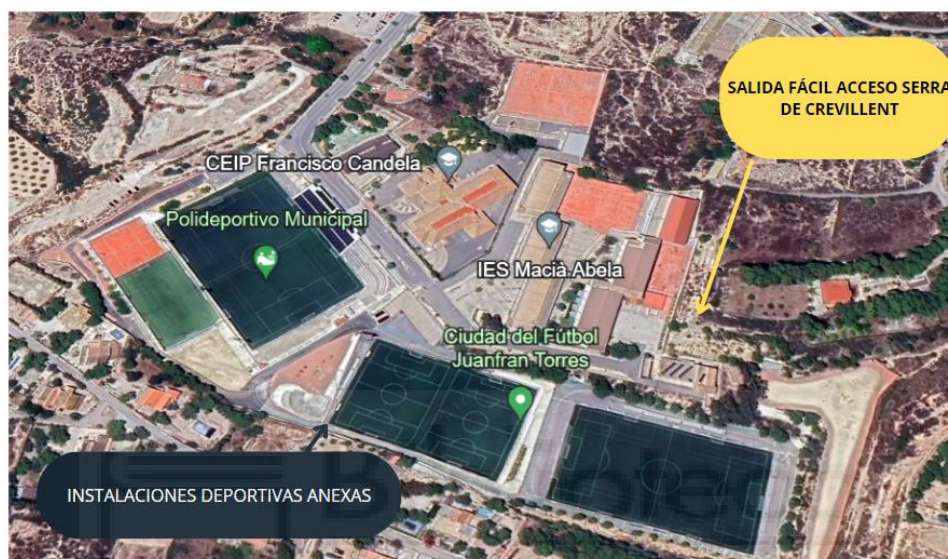 SALIDA FÁCIL ACCESO SERRA
DE CREVILLENT
CEIP Francisco Candela
Polideportivo Municipal
IES Macià Abela
Ciudad del Fútbol
Juanfran Torres
INSTALACIONES DEPORTIVAS ANEXAS